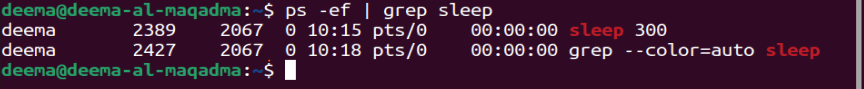 deema@deema-al-maqadma:~$ ps -ef | grep sleep
deema       2389    2067  0 10:15 pts/0    00:00:00 sleep 300
deema       2427    2067  0 10:18 pts/0    00:00:00 grep --color=auto sleep
deema@deema-al-maqadma:~$